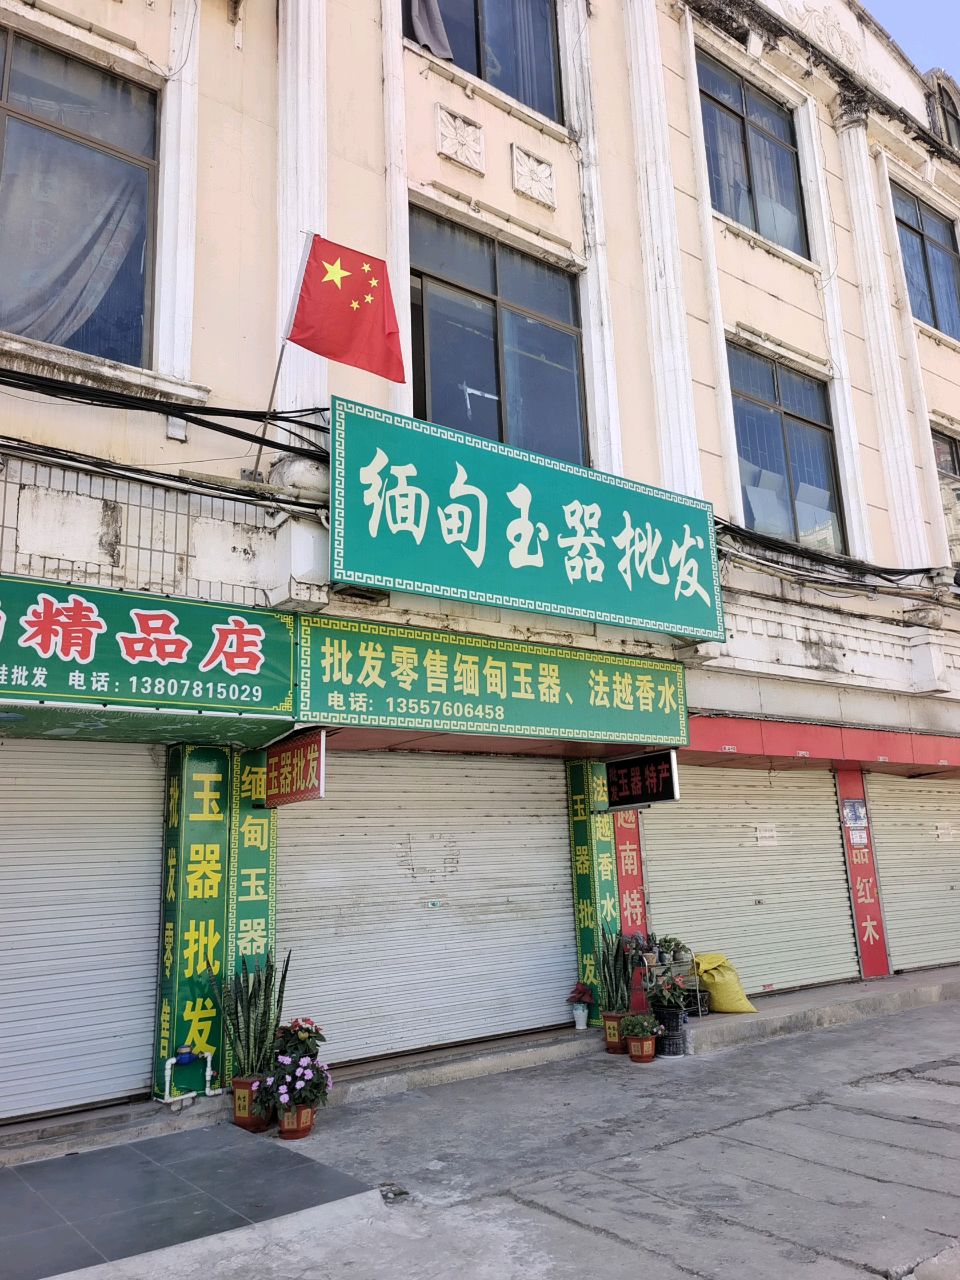 缅甸玉器批发
精品店
批发 电话：13807815029
批发零售缅甸玉器、法越香水
电话：13557606458
玉器批发
玉器特产
批发零售
玉器批发
缅甸玉器
玉器批发
法越香水
越南特
红木